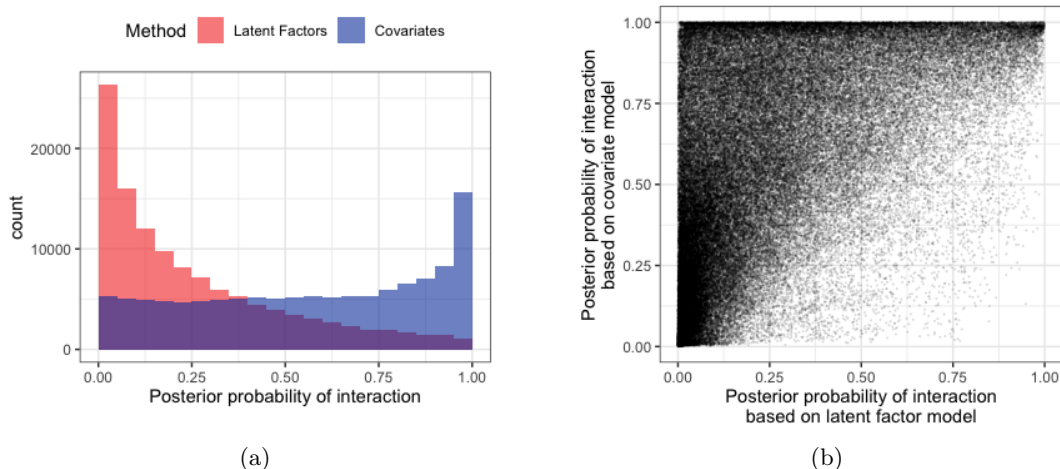 Method Latent Factors Covariates
20000
10000
0
count
0.00 0.25 0.50 0.75 1.00
Posterior probability of interaction
(a)
1.00
0.75
0.50
0.25
0.00
Posterior probability of interaction
based on covariate model
0.00 0.25 0.50 0.75 1.00
Posterior probability of interaction
based on latent factor model
(b)